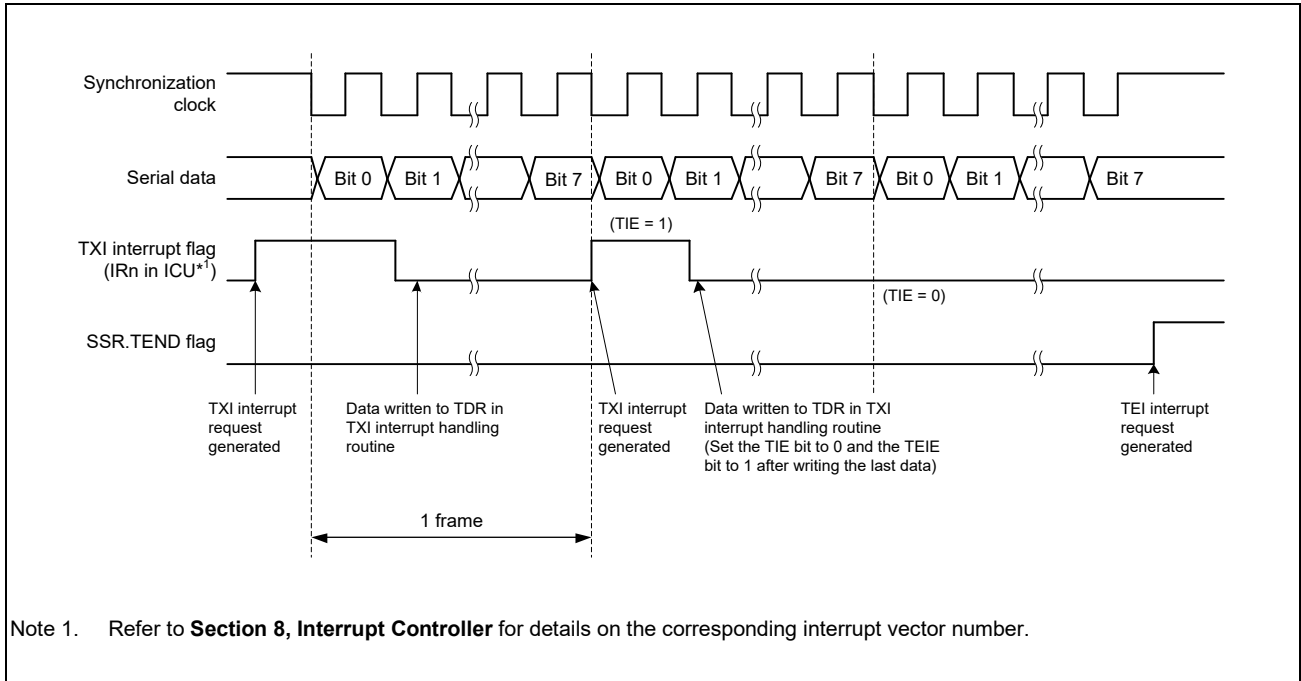 Synchronization
clock
Serial data
Bit 0 Bit 1 Bit 7 Bit 0 Bit 1 Bit 7 Bit 0 Bit 1 Bit 7
(TIE = 1)
TXI interrupt flag
(IRn in ICU*1)
(TIE = 0)
SSR.TEND flag
TXI interrupt
request
generated
Data written to TDR in
TXI interrupt handling
routine
TXI interrupt
request
generated
Data written to TDR in TXI
interrupt handling routine
(Set the TIE bit to 0 and the TEIE
bit to 1 after writing the last data)
TEI interrupt
request
generated
1 frame
Note 1. Refer to Section 8, Interrupt Controller for details on the corresponding interrupt vector number.